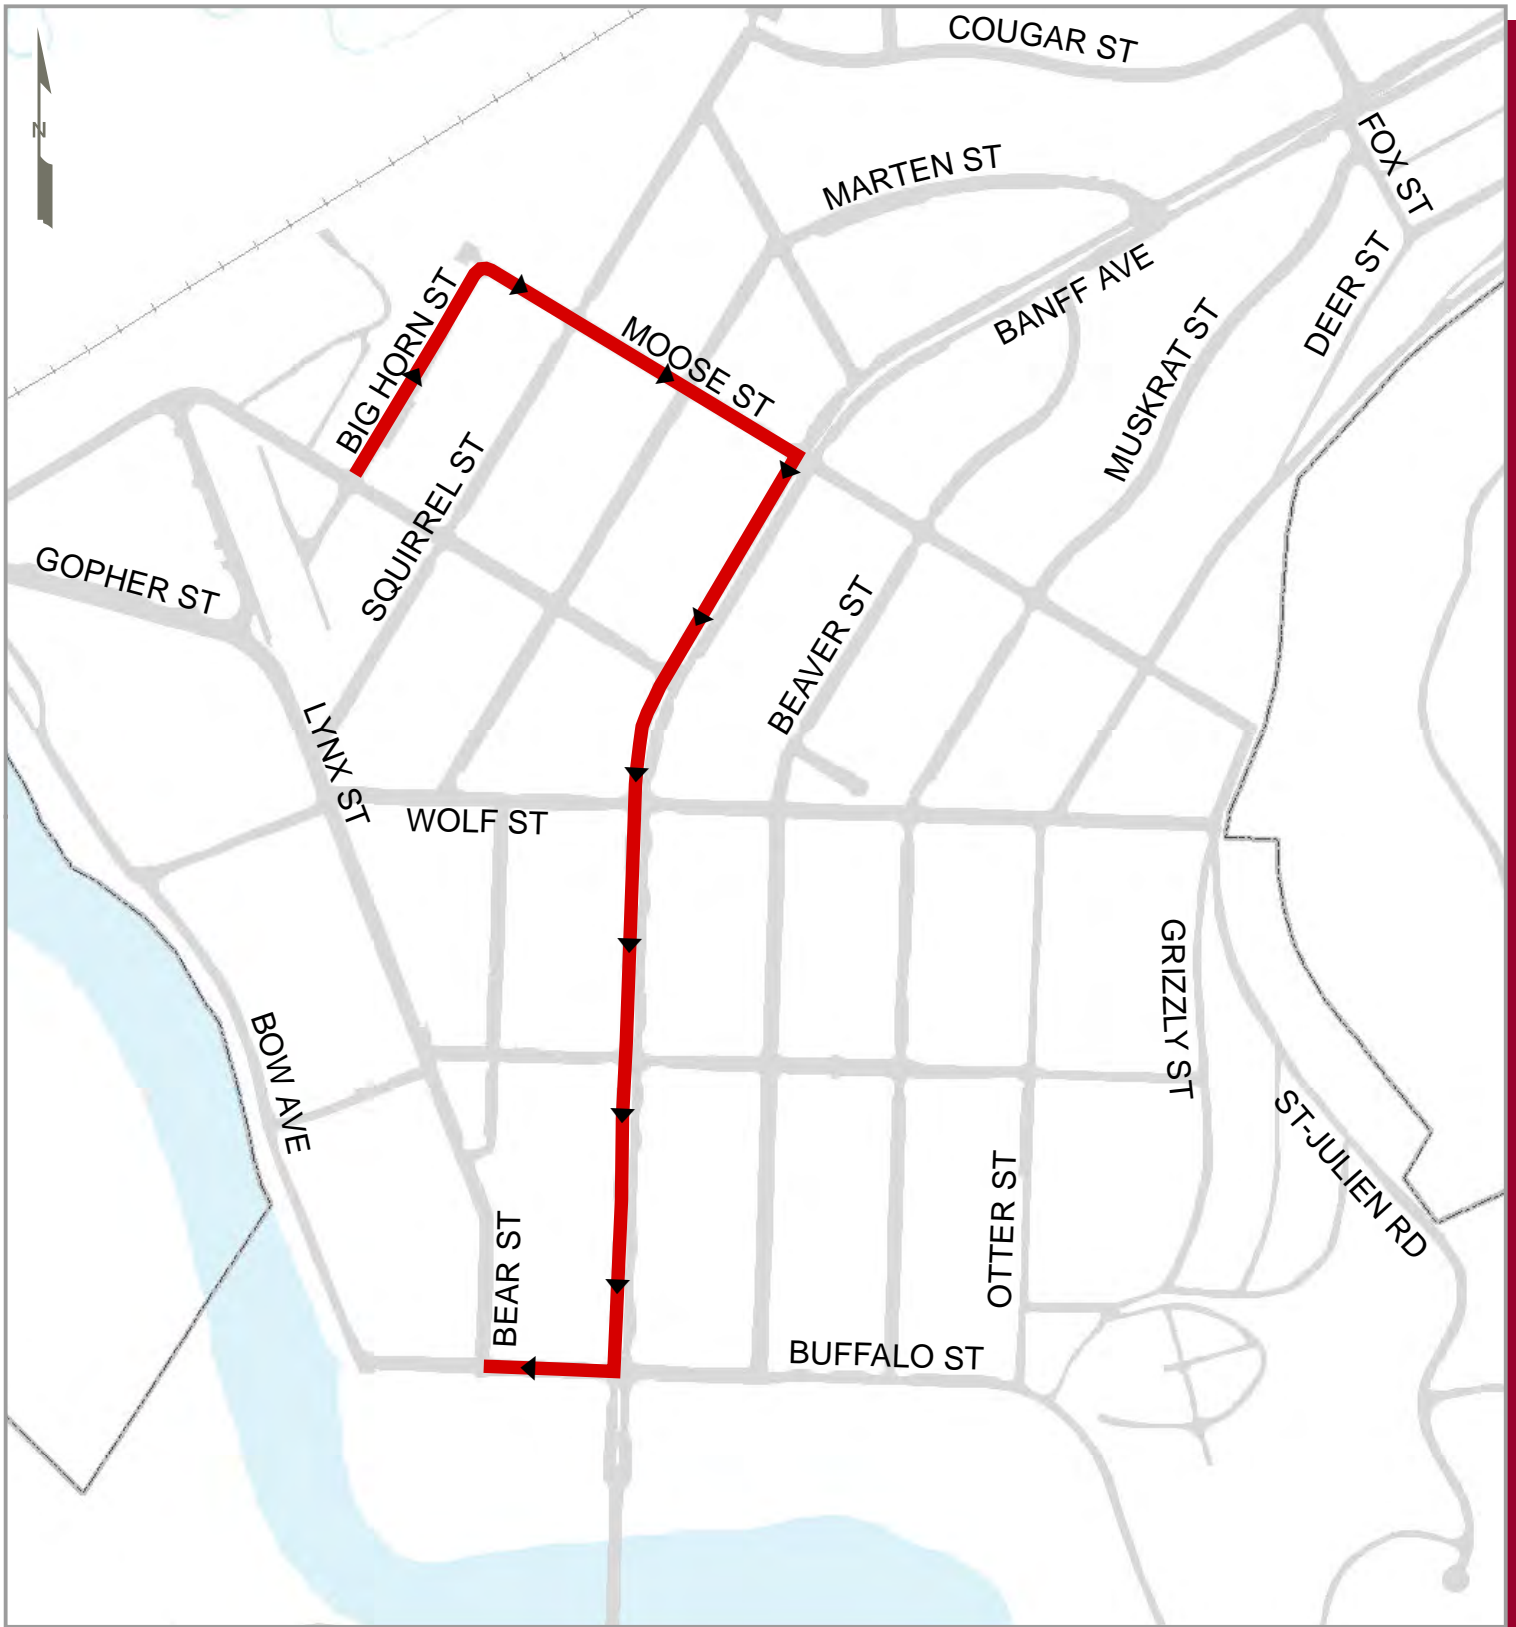 COUGAR ST
N
FOX ST
MARTEN ST
BANFF AVE
DEER ST
BIG HORN ST
MOOSE ST
MUSKRAT ST
SQUIRREL ST
GOPHER ST
BEAVER ST
LYNX ST
WOLF ST
GRIZZLY ST
BOW AVE
ST-JULIEN RD
OTTER ST
BEAR ST
BUFFALO ST